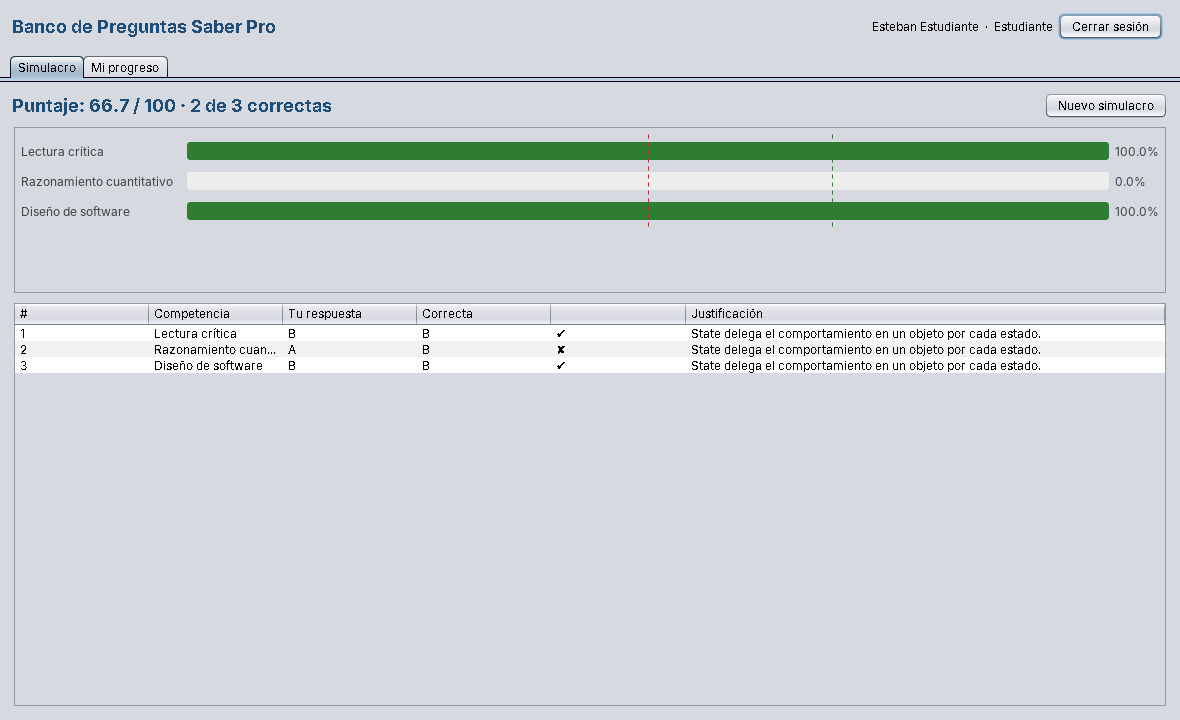 Banco de Preguntas Saber Pro
Esteban Estudiante · Estudiante
Cerrar sesión
Simulacro
Mi progreso
Puntaje: 66.7 / 100 · 2 de 3 correctas
Nuevo simulacro
Lectura crítica 100.0%
Razonamiento cuantitativo 0.0%
Diseño de software 100.0%
# Competencia Tu respuesta Correcta Justificación
1 Lectura crítica B B ✔ State delega el comportamiento en un objeto por cada estado.
2 Razonamiento cuan... A B ✘ State delega el comportamiento en un objeto por cada estado.
3 Diseño de software B B ✔ State delega el comportamiento en un objeto por cada estado.